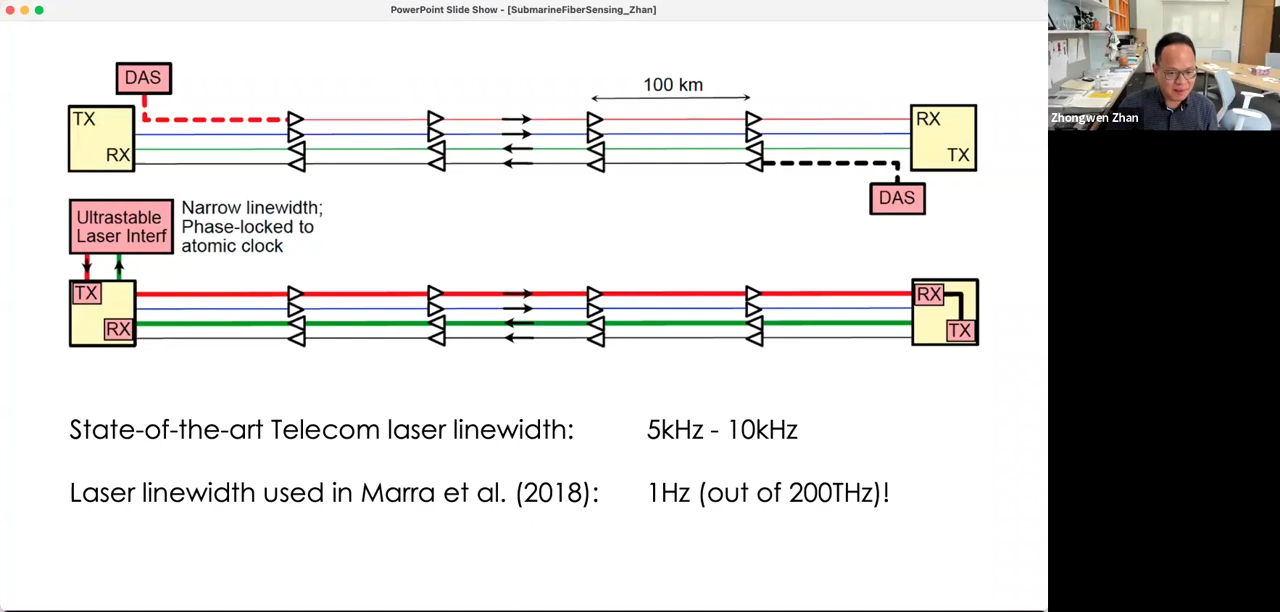 PowerPoint Slide Show - [SubmarineFiberSensing_Zhan]
DAS
100 km
TX
RX
RX
TX
DAS
Ultrastable
Laser Interf
Narrow linewidth;
Phase-locked to
atomic clock
TX
RX
RX
TX
State-of-the-art Telecom laser linewidth: 5kHz - 10kHz
Laser linewidth used in Marra et al. (2018): 1Hz (out of 200THz)!
Zhongwen Zhan